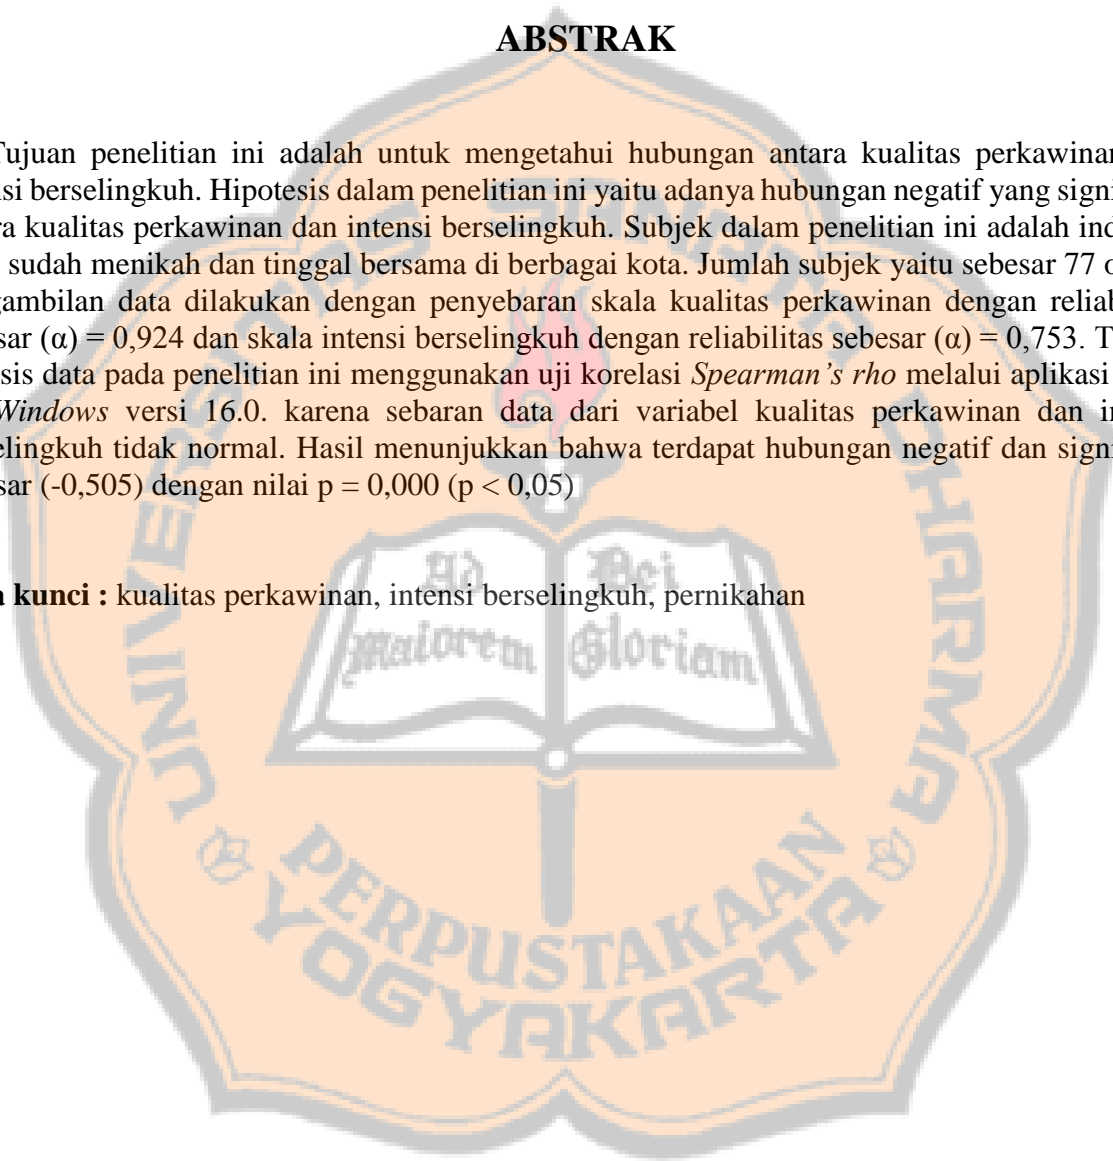 ABSTRAK
Tujuan penelitian ini adalah untuk mengetahui hubungan antara kualitas perkawinan
si berselingkuh. Hipotesis dalam penelitian ini yaitu adanya hubungan negatif yang signi
a kualitas perkawinan dan intensi berselingkuh. Subjek dalam penelitian ini adalah ind
sudah menikah dan tinggal bersama di berbagai kota. Jumlah subjek yaitu sebesar 77 o
gambilan data dilakukan dengan penyebaran skala kualitas perkawinan dengan reliab
sar (α) = 0,924 dan skala intensi berselingkuh dengan reliabilitas sebesar (α) = 0,753. T
sis data pada penelitian ini menggunakan uji korelasi Spearman’s rho melalui aplikasi
Windows versi 16.0. karena sebaran data dari variabel kualitas perkawinan dan in
elingkuh tidak normal. Hasil menunjukkan bahwa terdapat hubungan negatif dan signi
sar (-0,505) dengan nilai p = 0,000 (p < 0,05)
a kunci : kualitas perkawinan, intensi berselingkuh, pernikahan
UNIVERSITAS SANATA DHARMA
Ad Dei
maiorem Gloriam
PERPUSTAKAAN
YOGYAKARTA